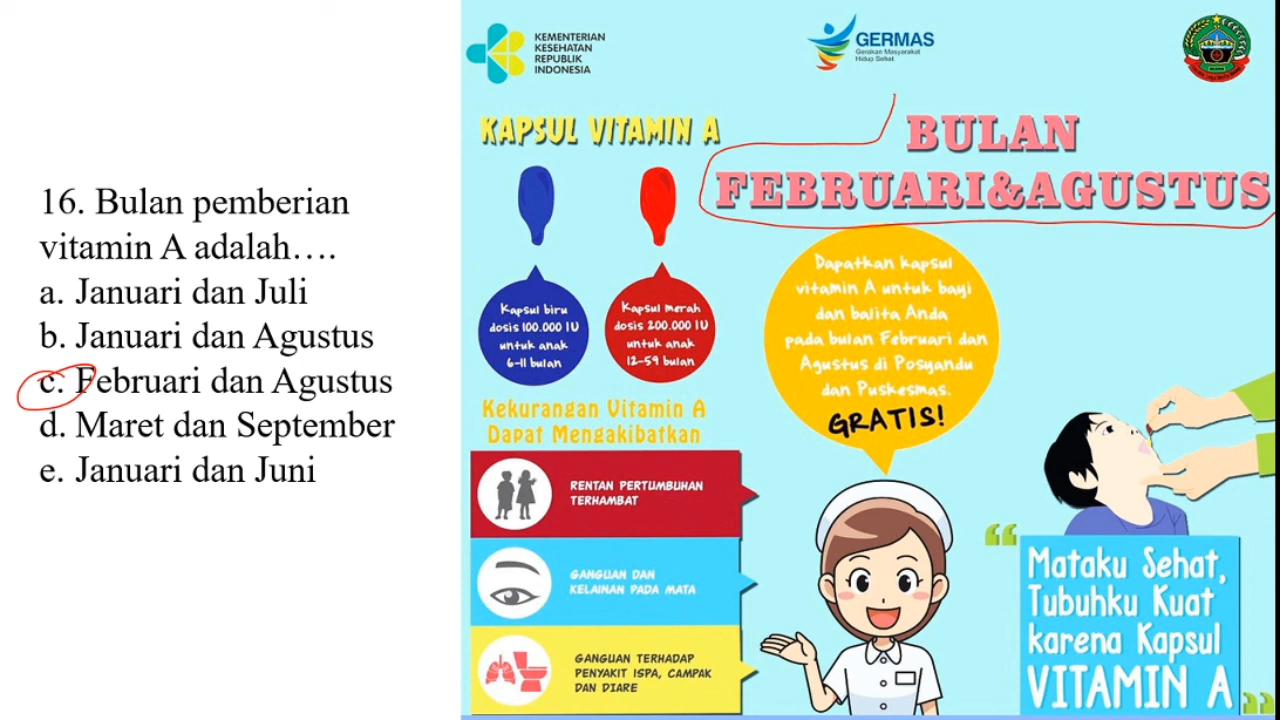 16. Bulan pemberian
vitamin A adalah….
a. Januari dan Juli
b. Januari dan Agustus
c. Februari dan Agustus
d. Maret dan September
e. Januari dan Juni
KEMENTERIAN
KESEHATAN
REPUBLIK
INDONESIA
GERMAS
Gerakan Masyarakat
Hidup Sehat
KAPSUL VITAMIN A
BULAN
FEBRUARI&AGUSTUS
Kapsul biru
dosis 100.000 IU
untuk anak
6-11 bulan
Kapsul merah
dosis 200.000 IU
untuk anak
12-59 bulan
Dapatkan kapsul
vitamin A untuk bayi
dan balita Anda
pada bulan Februari dan
Agustus di Posyandu
dan Puskesmas.
GRATIS!
Kekurangan Vitamin A
Dapat Mengakibatkan
RENTAN PERTUMBUHAN
TERHAMBAT
GANGUAN DAN
KELAINAN PADA MATA
GANGUAN TERHADAP
PENYAKIT ISPA, CAMPAK
DAN DIARE
Mataku Sehat,
Tubuhku Kuat
karena Kapsul
VITAMIN A